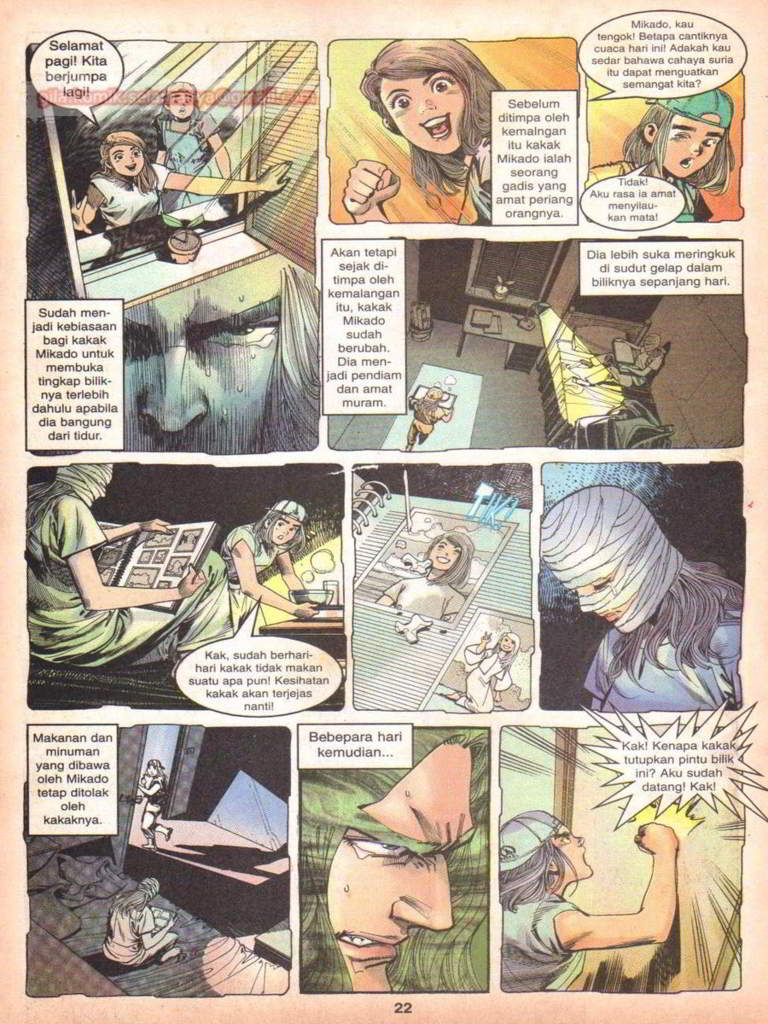 Selamat
pagi! Kita
berjumpa
lagi!
Sudah men-
jadi kebiasaan
bagi kakak
Mikado untuk
membuka
tingkap bilik-
nya terlebih
dahulu apabila
dia bangung
dari tidur.
Sebelum
ditimpa oleh
kemalngan
itu kakak
Mikado ialah
seorang
gadis yang
amat periang
orangnya.
Mikado, kau
tengok! Betapa cantiknya
cuaca hari ini! Adakah kau
sedar bahawa cahaya suria
itu dapat menguatkan
semangat kita?
Tidak!
Aku rasa ia amat
menyilau-
kan mata!
Akan tetapi
sejak di-
timpa oleh
kemalangan
itu, kakak
Mikado
sudah
berubah.
Dia men-
jadi pendiam
dan amat
muram.
Dia lebih suka meringkuk
di sudut gelap dalam
biliknya sepanjang hari.
Kak, sudah berhari-
hari kakak tidak makan
suatu apa pun! Kesihatan
kakak akan terjejas
nanti!
Makanan dan
minuman
yang dibawa
oleh Mikado
tetap ditolak
oleh
kakaknya.
Bebepara hari
kemudian...
Kak! Kenapa kakak
tutupkan pintu bilik
ini? Aku sudah
datang! Kak!
22